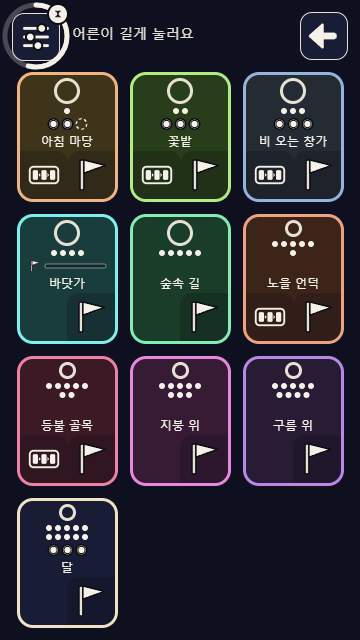 어른이 길게 눌러요
아침 마당
꽃밭
비 오는 창가
바닷가
숲속 길
노을 언덕
등불 골목
지붕 위
구름 위
달